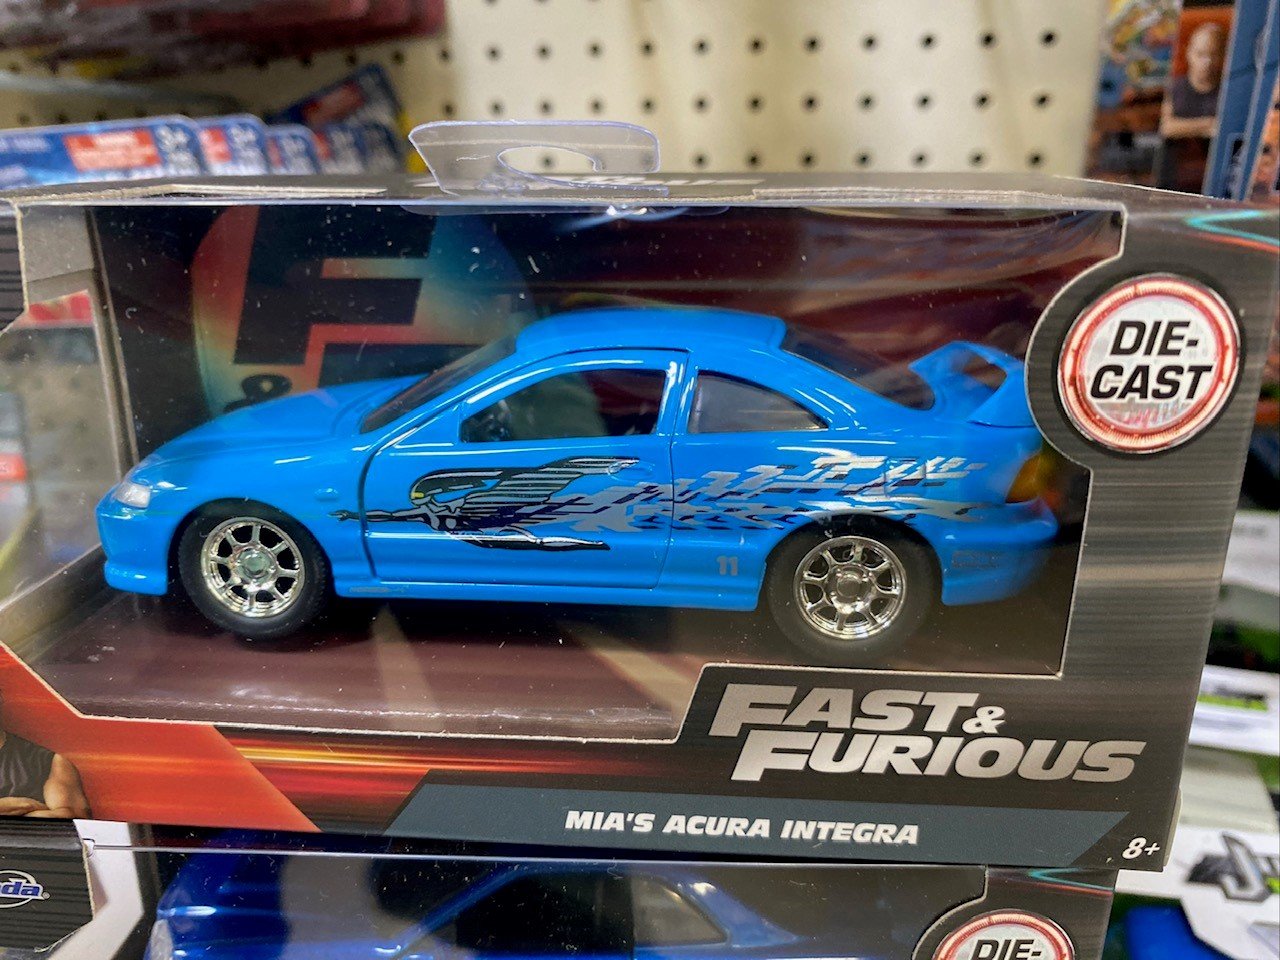 F
&
DIE-
CAST
11
FAST &
FURIOUS
MIA'S ACURA INTEGRA
8+
DIE-